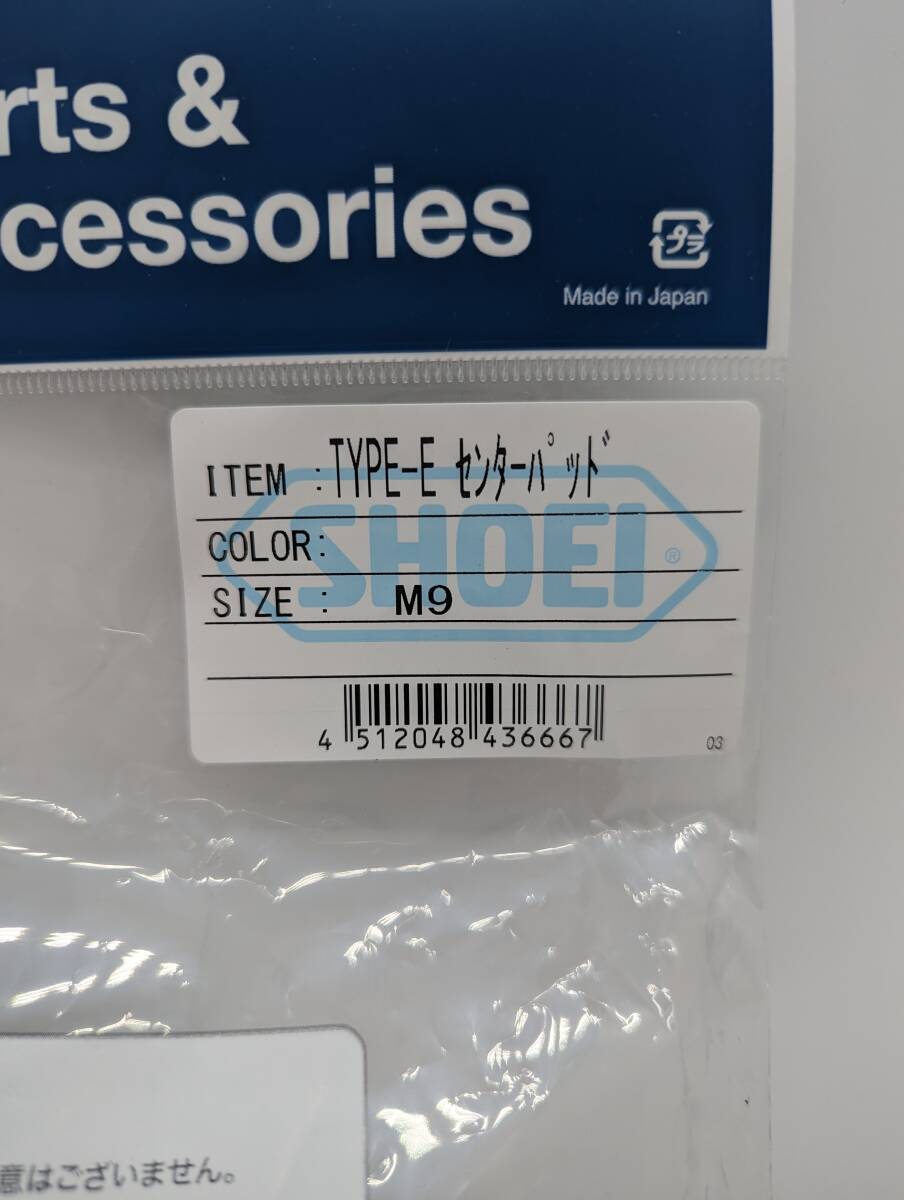 rts &
cessories
プラ
Made in Japan
ITEM :TYPE-E ｾﾝﾀｰﾊﾟｯﾄﾞ
COLOR:
SHOEI®
SIZE : M9
4 512048 436667
03
意はございません。